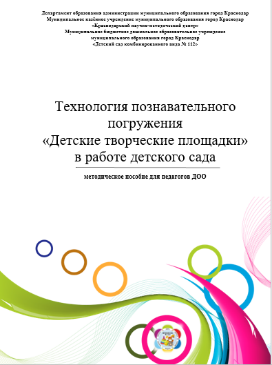 Департамент образования администрации муниципального образования город Краснодар
Муниципальное казённое учреждение муниципального образования город Краснодар
«Краснодарский научно-методический центр»
Муниципальное бюджетное дошкольное образовательное учреждение
муниципального образования город Краснодар
«Детский сад комбинированного вида № 112»
Технология познавательного
погружения
«Детские творческие площадки»
в работе детского сада
методическое пособие для педагогов ДОО